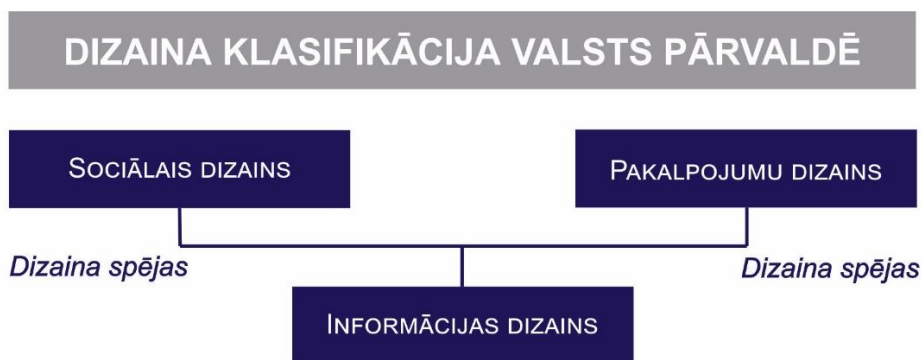 DIZAINA KLASIFIKĀCIJA VALSTS PĀRVALDĒ
SOCIĀLAIS DIZAINS
PAKALPOJUMU DIZAINS
Dizaina spējas
Dizaina spējas
INFORMĀCIJAS DIZAINS